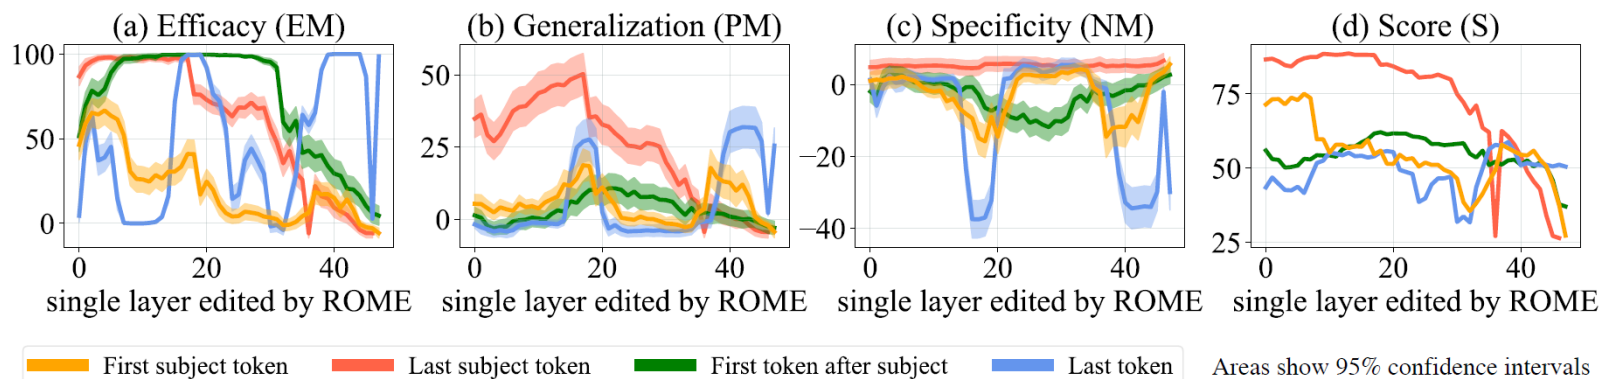 (a) Efficacy (EM)
100
50
0
0 20 40
single layer edited by ROME
(b) Generalization (PM)
50
25
0
0 20 40
single layer edited by ROME
(c) Specificity (NM)
0
−20
−40
0 20 40
single layer edited by ROME
(d) Score (S)
75
50
25
0 20 40
single layer edited by ROME
First subject token Last subject token First token after subject Last token Areas show 95% confidence intervals